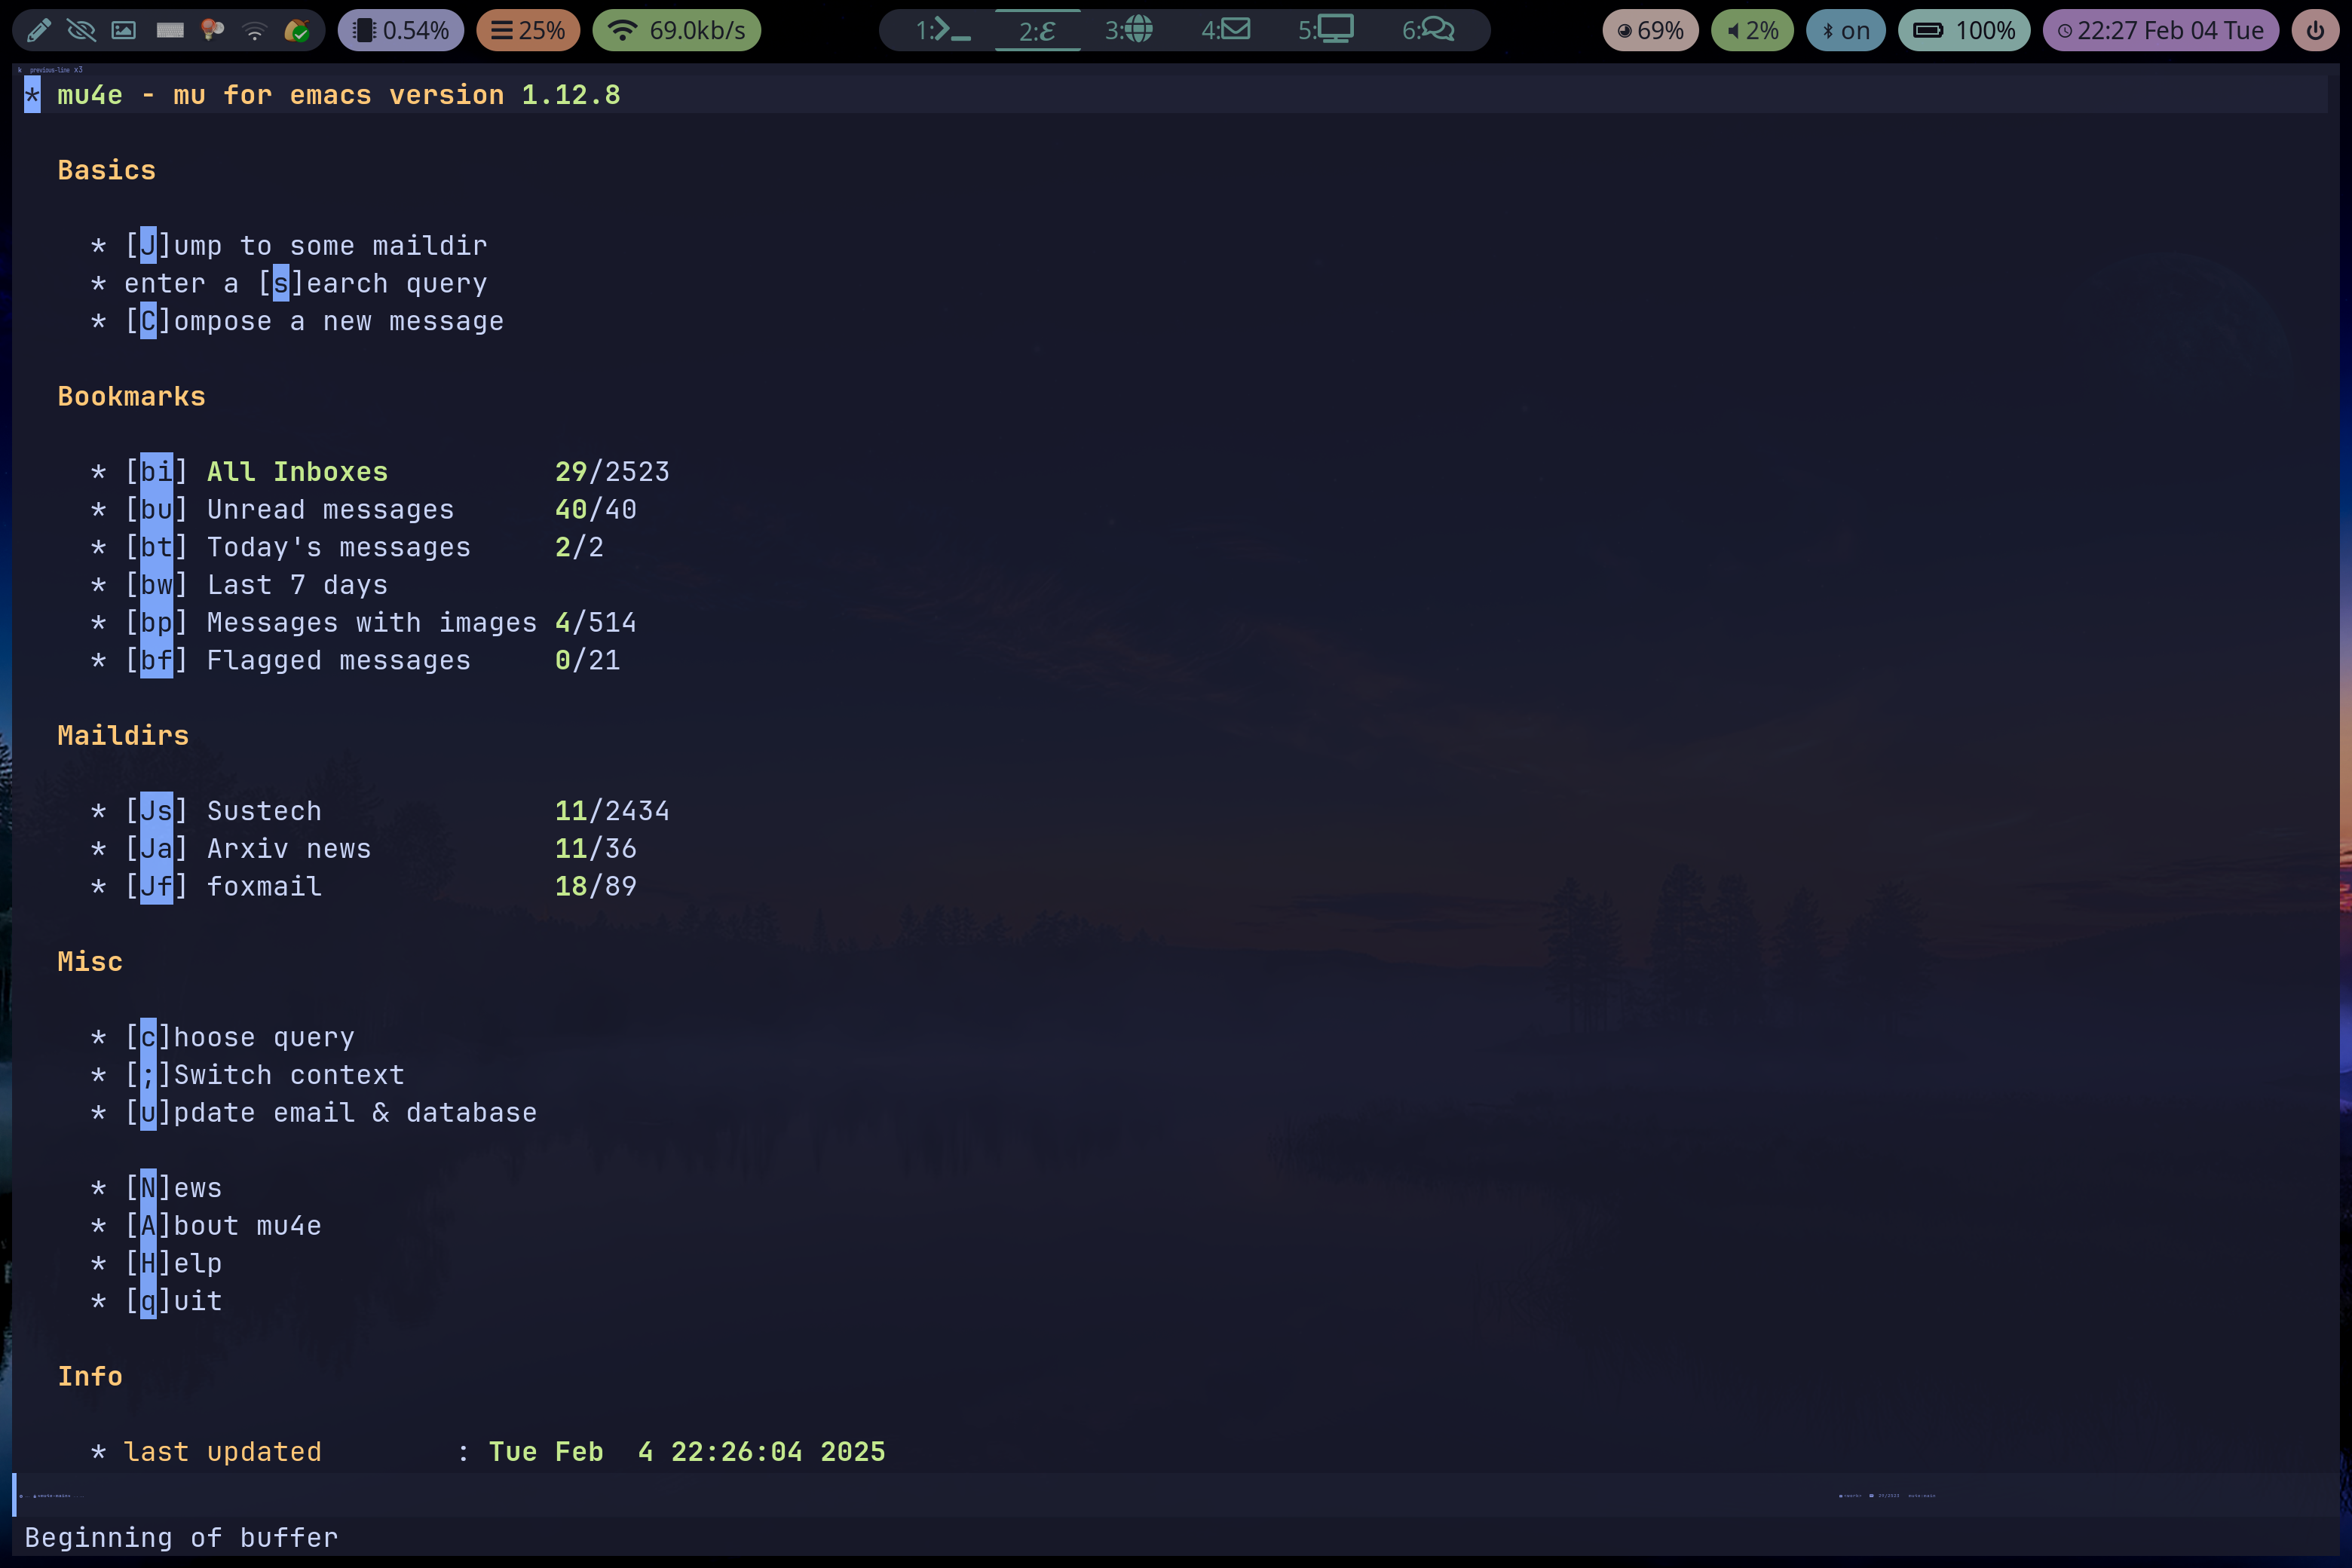 0.54% 25% 69.0kb/s 1: 2: 3: 4: 5: 6: 69% 2% on 100% 22:27 Feb 04 Tue
k previous-line x3
* mu4e - mu for emacs version 1.12.8
Basics
* [J]ump to some maildir
* enter a [s]earch query
* [C]ompose a new message
Bookmarks
* [bi] All Inboxes 29/2523
* [bu] Unread messages 40/40
* [bt] Today's messages 2/2
* [bw] Last 7 days
* [bp] Messages with images 4/514
* [bf] Flagged messages 0/21
Maildirs
* [Js] Sustech 11/2434
* [Ja] Arxiv news 11/36
* [Jf] foxmail 18/89
Misc
* [c]hoose query
* [;]Switch context
* [u]pdate email & database
* [N]ews
* [A]bout mu4e
* [H]elp
* [q]uit
Info
* last updated : Tue Feb  4 22:26:04 2025
Beginning of buffer